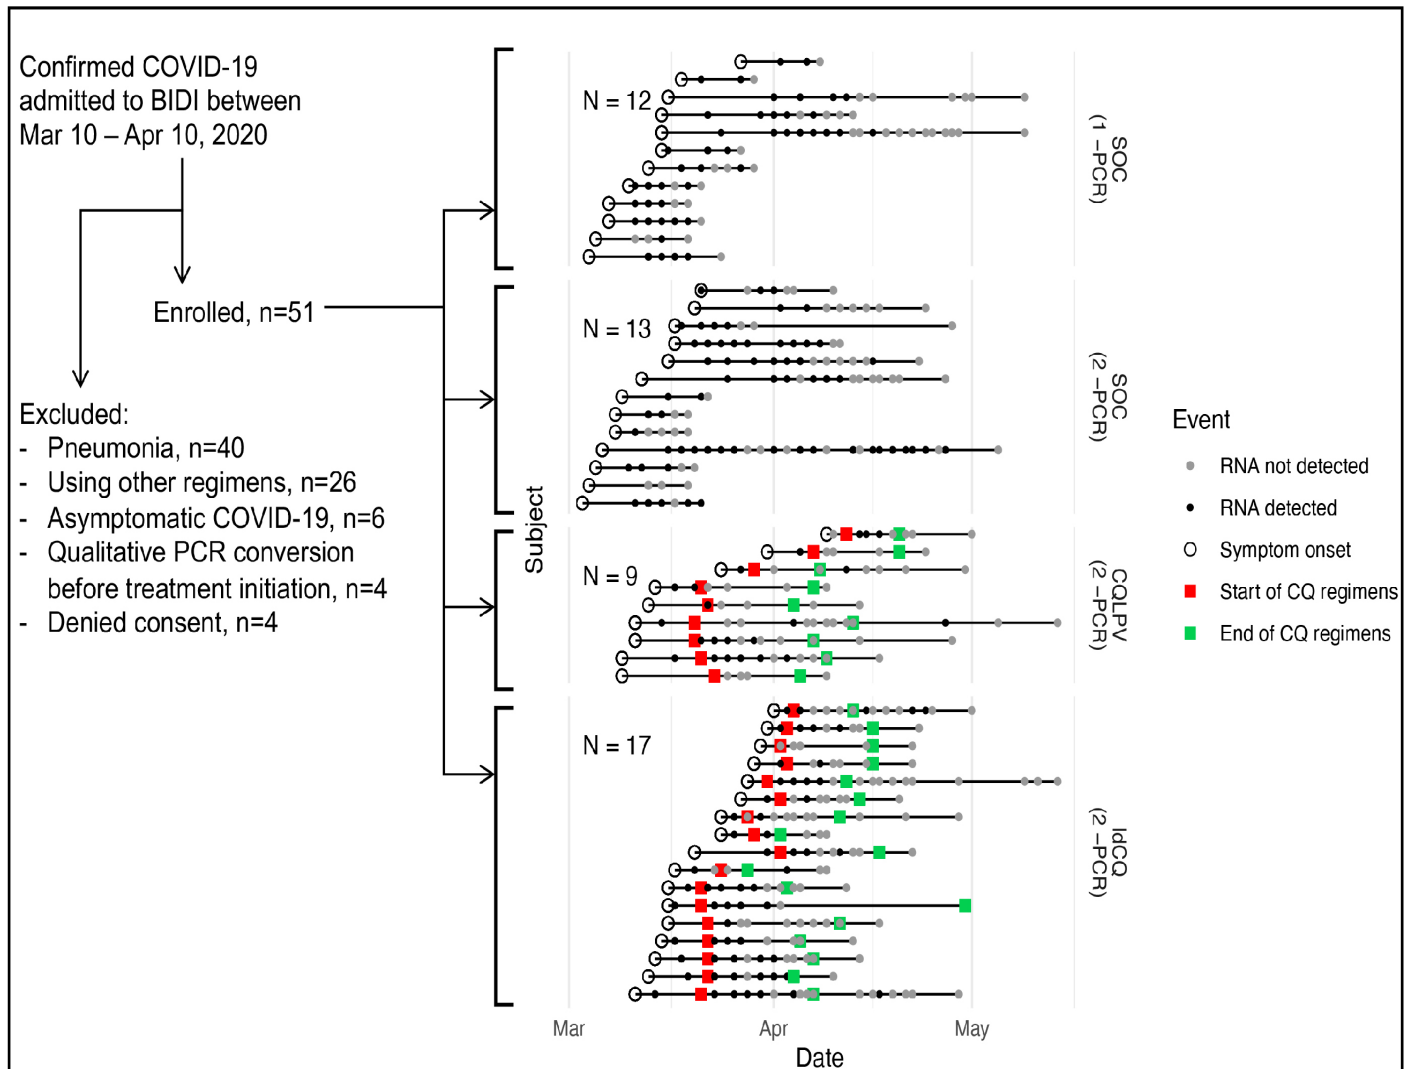 Confirmed COVID-19
admitted to BIDI between
Mar 10 – Apr 10, 2020
Enrolled, n=51
Excluded:
- Pneumonia, n=40
- Using other regimens, n=26
- Asymptomatic COVID-19, n=6
- Qualitative PCR conversion
before treatment initiation, n=4
- Denied consent, n=4
Subject
N = 12
SOC
(1 –PCR)
N = 13
SOC
(2 –PCR)
N = 9
CQLPV
(2 –PCR)
N = 17
ldCQ
(2 –PCR)
Mar
Apr
May
Date
Event
RNA not detected
RNA detected
Symptom onset
Start of CQ regimens
End of CQ regimens